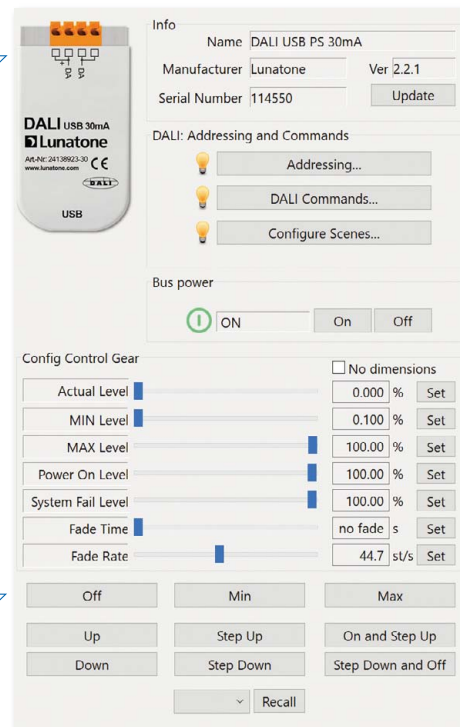 DALI USB 30mA
Lunatone
Art.-Nr: 24138923-30 CE
www.lunatone.com
DALI
USB
Info
Name DALI USB PS 30mA
Manufacturer Lunatone Ver 2.2.1
Serial Number 114550 Update
DALI: Addressing and Commands
Addressing...
DALI Commands...
Configure Scenes...
Bus power
ON On Off
Config Control Gear
No dimensions
Actual Level 0.000 % Set
MIN Level 0.100 % Set
MAX Level 100.00 % Set
Power On Level 100.00 % Set
System Fail Level 100.00 % Set
Fade Time no fade s Set
Fade Rate 44.7 st/s Set
Off Min Max
Up Step Up On and Step Up
Down Step Down Step Down and Off
Recall